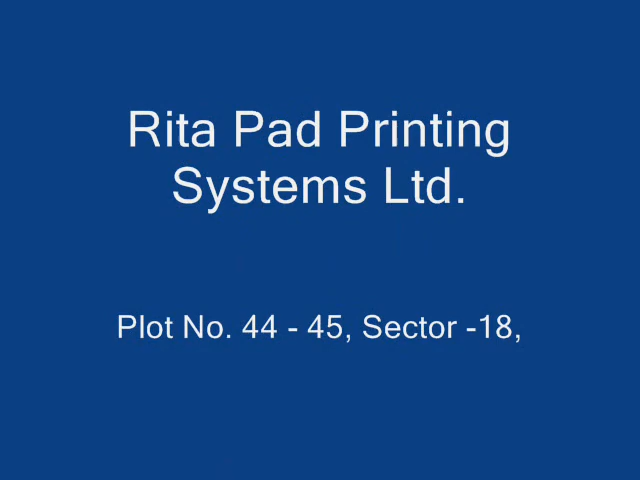 Rita Pad Printing
Systems Ltd.
Plot No. 44 - 45, Sector -18,